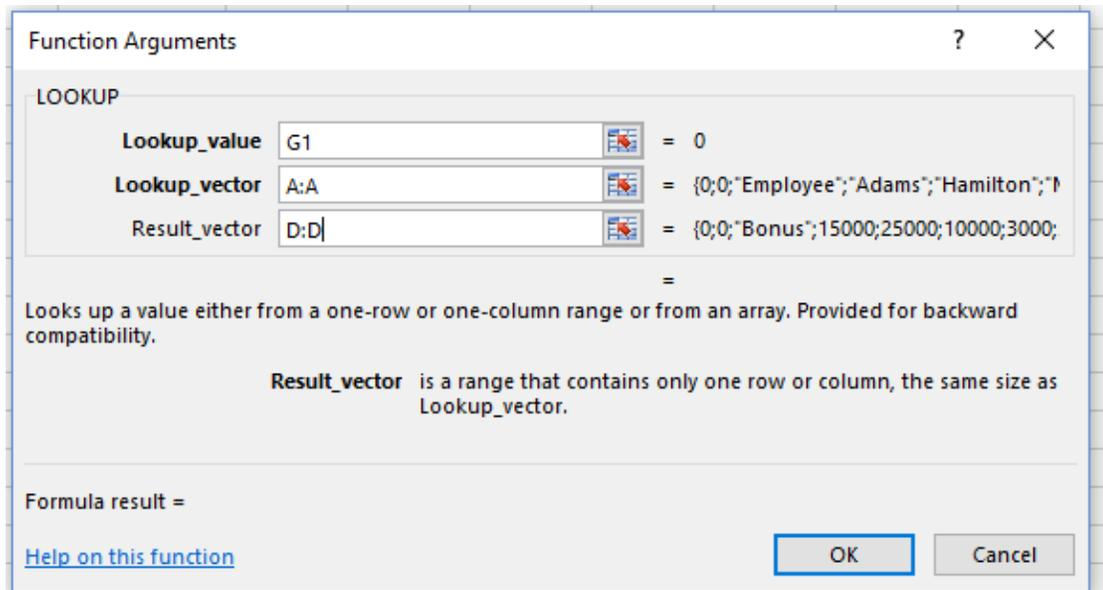 Function Arguments ? ×
LOOKUP
Lookup_value G1 = 0
Lookup_vector A:A = {0;0;"Employee";"Adams";"Hamilton";"
Result_vector D:D = {0;0;"Bonus";15000;25000;10000;3000;
=
Looks up a value either from a one-row or one-column range or from an array. Provided for backward
compatibility.
Result_vector is a range that contains only one row or column, the same size as
Lookup_vector.
Formula result =
Help on this function OK Cancel